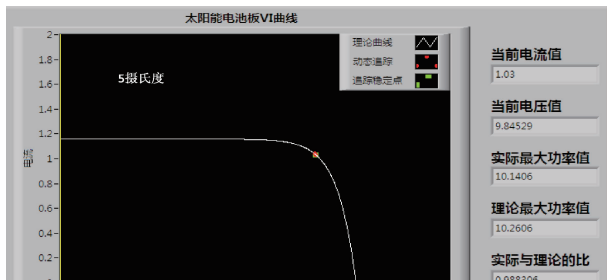 太阳能电池板VI曲线
理论曲线
动态追踪
追踪稳定点
5摄氏度
电流
2
1.8
1.6
1.4
1.2
1
0.8
0.6
0.4
0.2
当前电流值
1.03
当前电压值
9.84529
实际最大功率值
10.1406
理论最大功率值
10.2606
实际与理论的比
0.988306